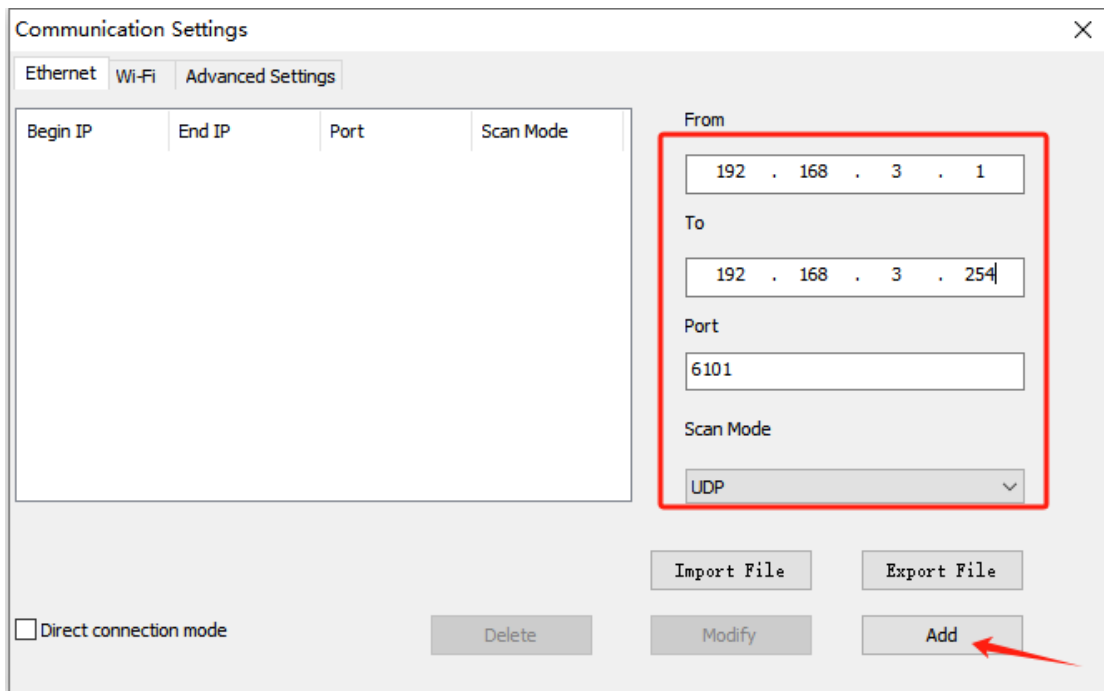 Communication Settings
Ethernet Wi-Fi Advanced Settings
Begin IP End IP Port Scan Mode
From
192 . 168 . 3 . 1
To
192 . 168 . 3 . 254
Port
6101
Scan Mode
UDP
Import File Export File
Direct connection mode Delete Modify Add